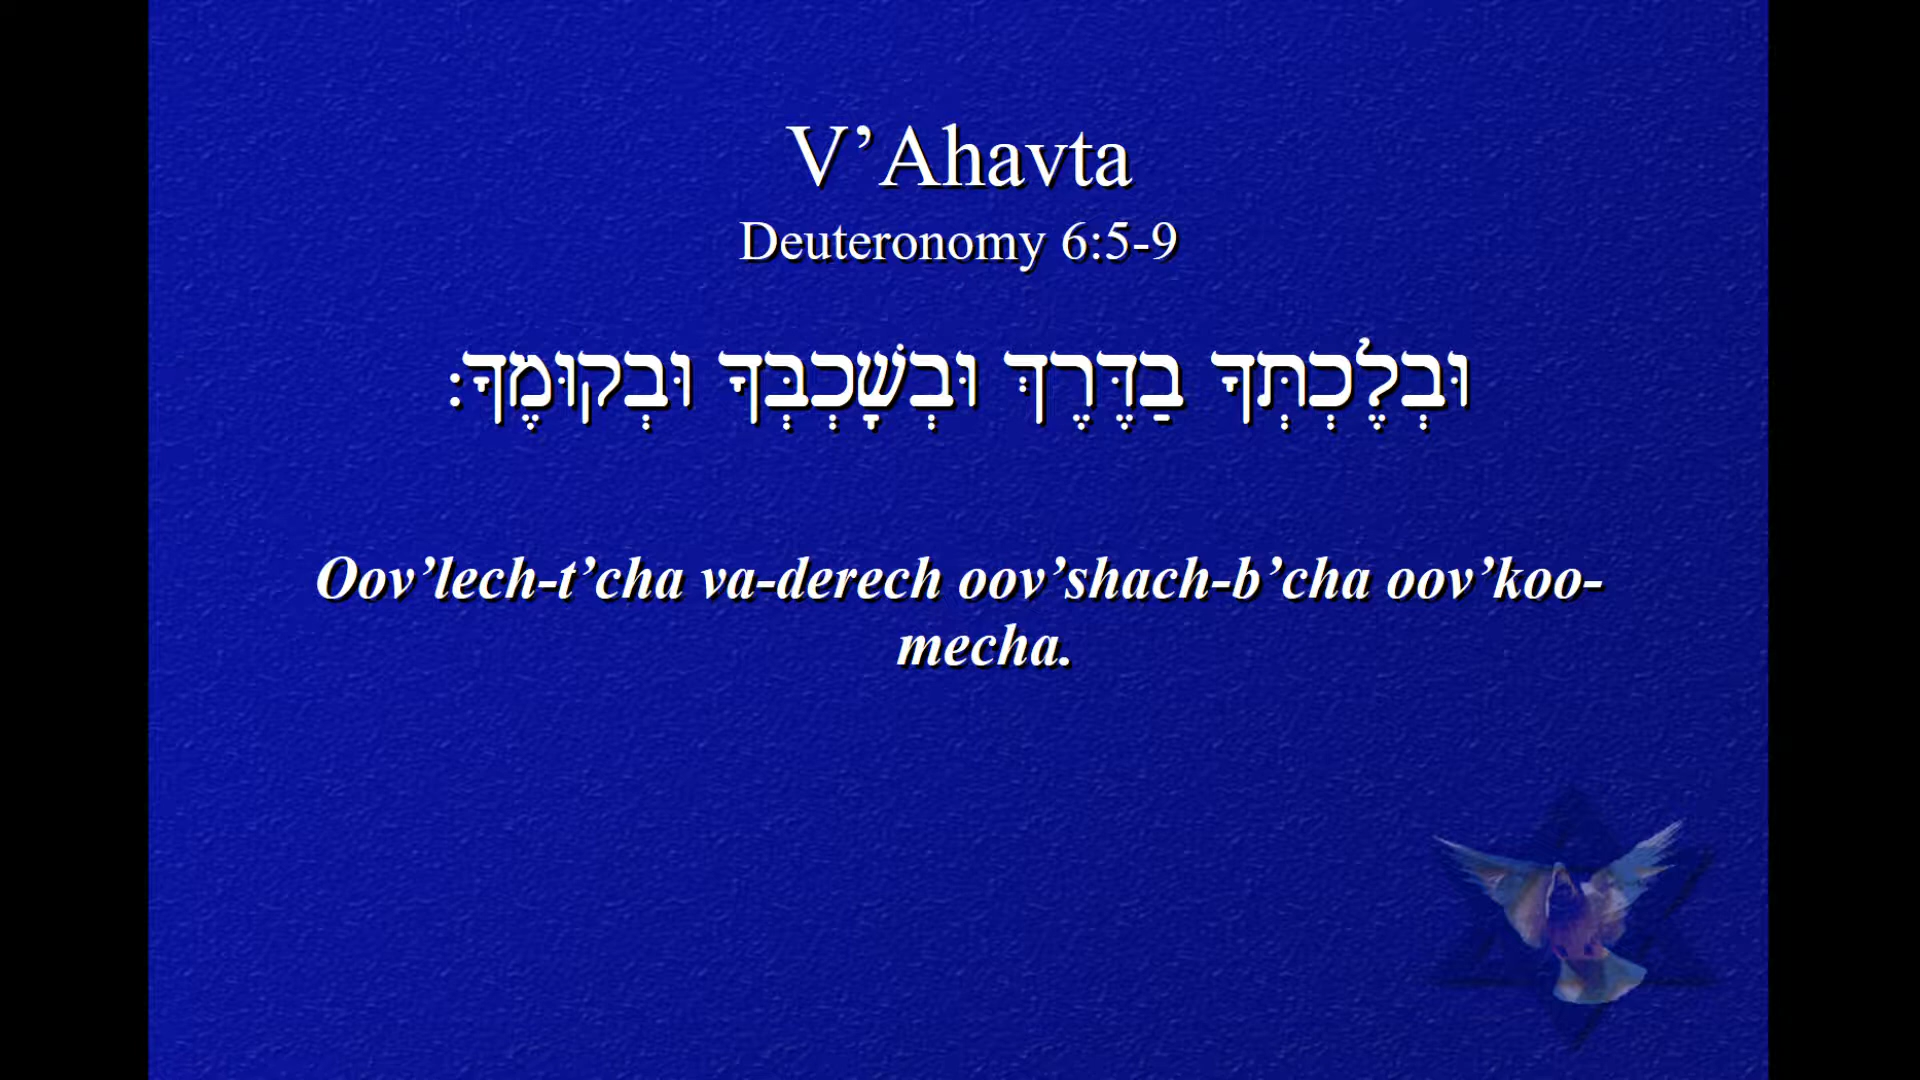 V’Ahavta
Deuteronomy 6:5-9
וּבְלֶכְתְּךָ בַדֶּרֶךְ וּבְשָׁכְבְּךָ וּבְקוּמֶךָ׃
Oov’lech-t’cha va-derech oov’shach-b’cha oov’koo-
mecha.